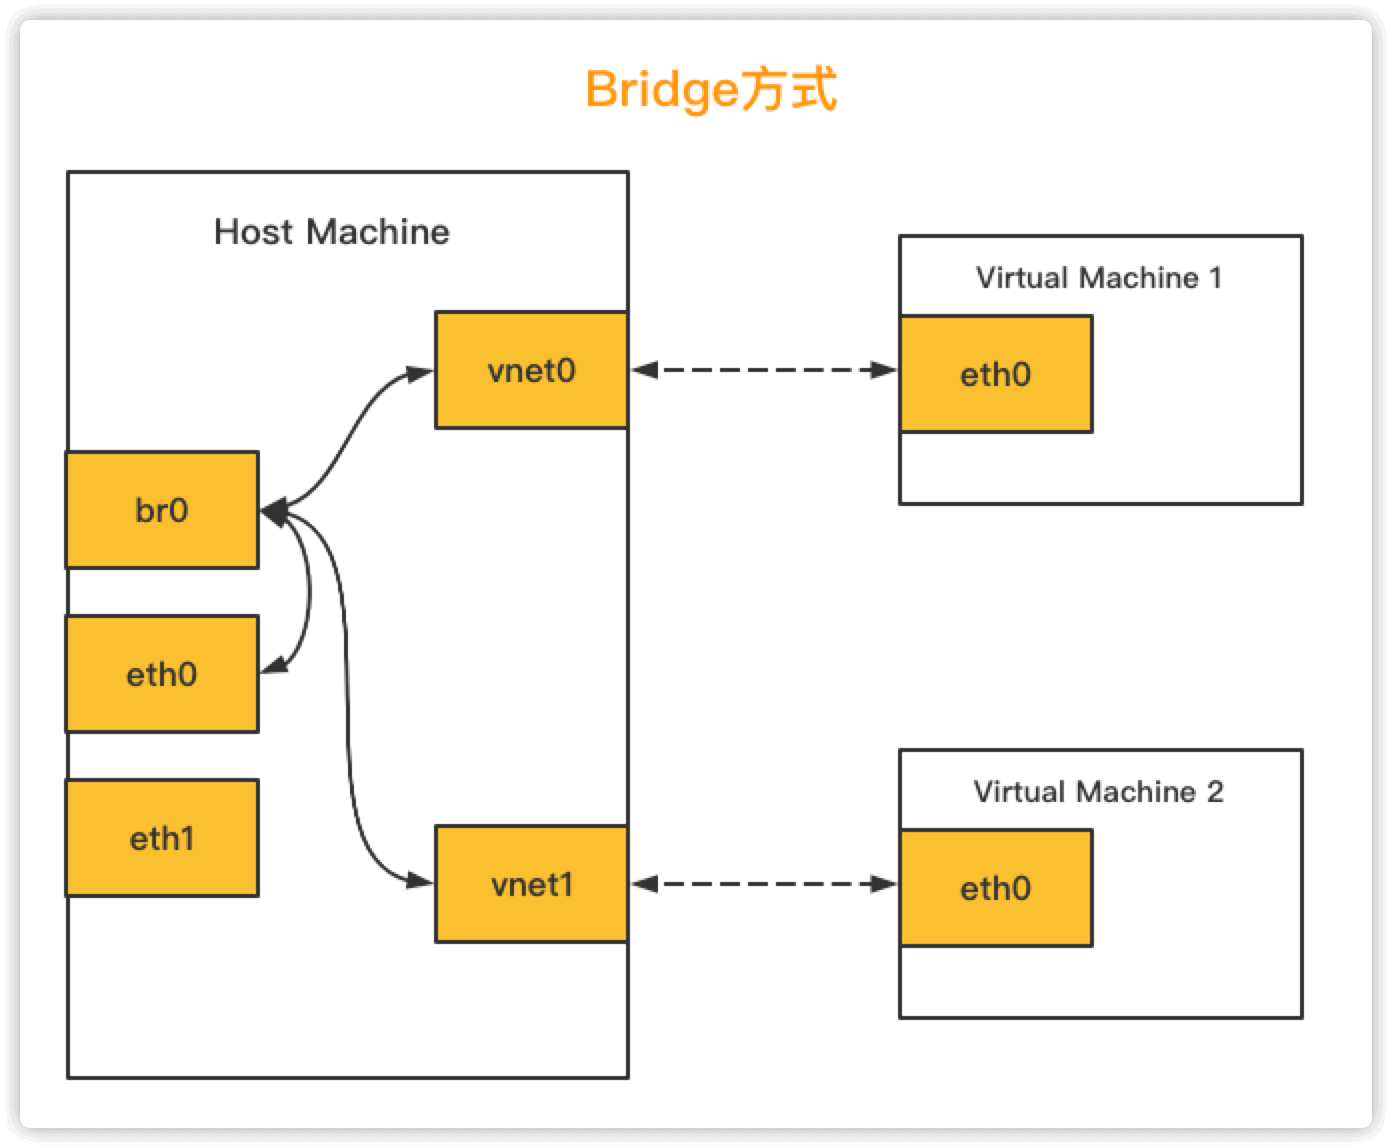 Bridge方式
Host Machine
vnet0
br0
eth0
eth1
vnet1
Virtual Machine 1
eth0
Virtual Machine 2
eth0